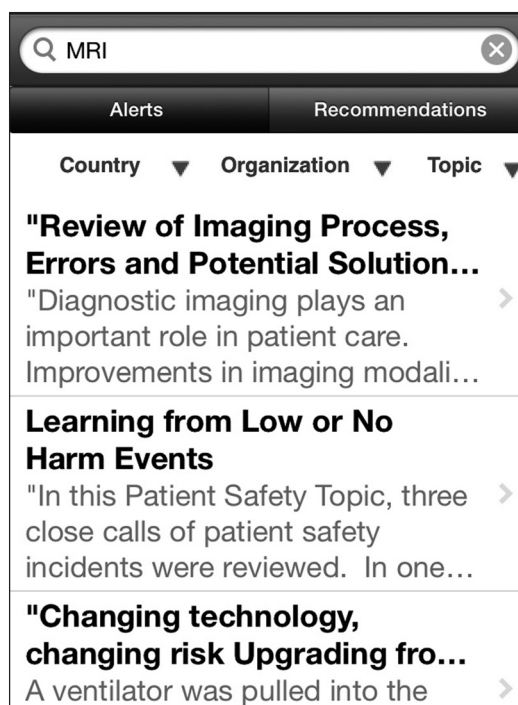 MRI
Alerts Recommendations
Country Organization Topic
"Review of Imaging Process,
Errors and Potential Solution...
"Diagnostic imaging plays an
important role in patient care.
Improvements in imaging modali...
Learning from Low or No
Harm Events
"In this Patient Safety Topic, three
close calls of patient safety
incidents were reviewed.  In one...
"Changing technology,
changing risk Upgrading fro...
A ventilator was pulled into the